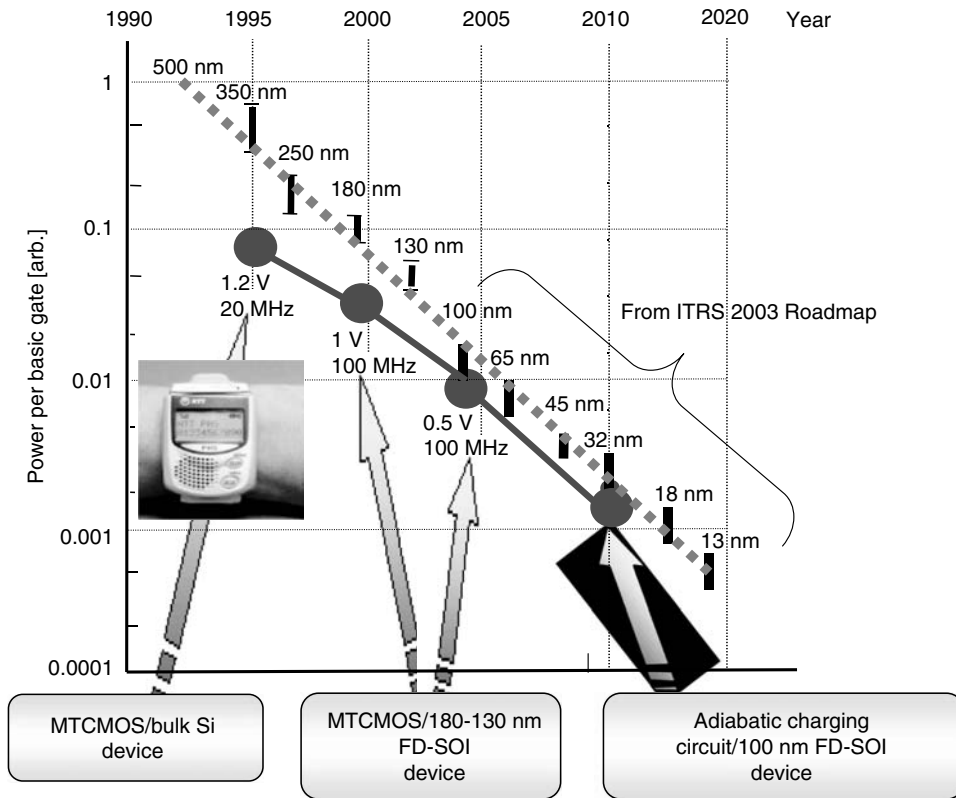 1990 1995 2000 2005 2010 2020 Year
Power per basic gate [arb.]
1
0.1
0.01
0.001
0.0001
500 nm
350 nm
250 nm
180 nm
130 nm
100 nm
65 nm
45 nm
32 nm
18 nm
13 nm
From ITRS 2003 Roadmap
1.2 V
20 MHz
1 V
100 MHz
0.5 V
100 MHz
NTT
MTCMOS/bulk Si
device
MTCMOS/180-130 nm
FD-SOI
device
Adiabatic charging
circuit/100 nm FD-SOI
device